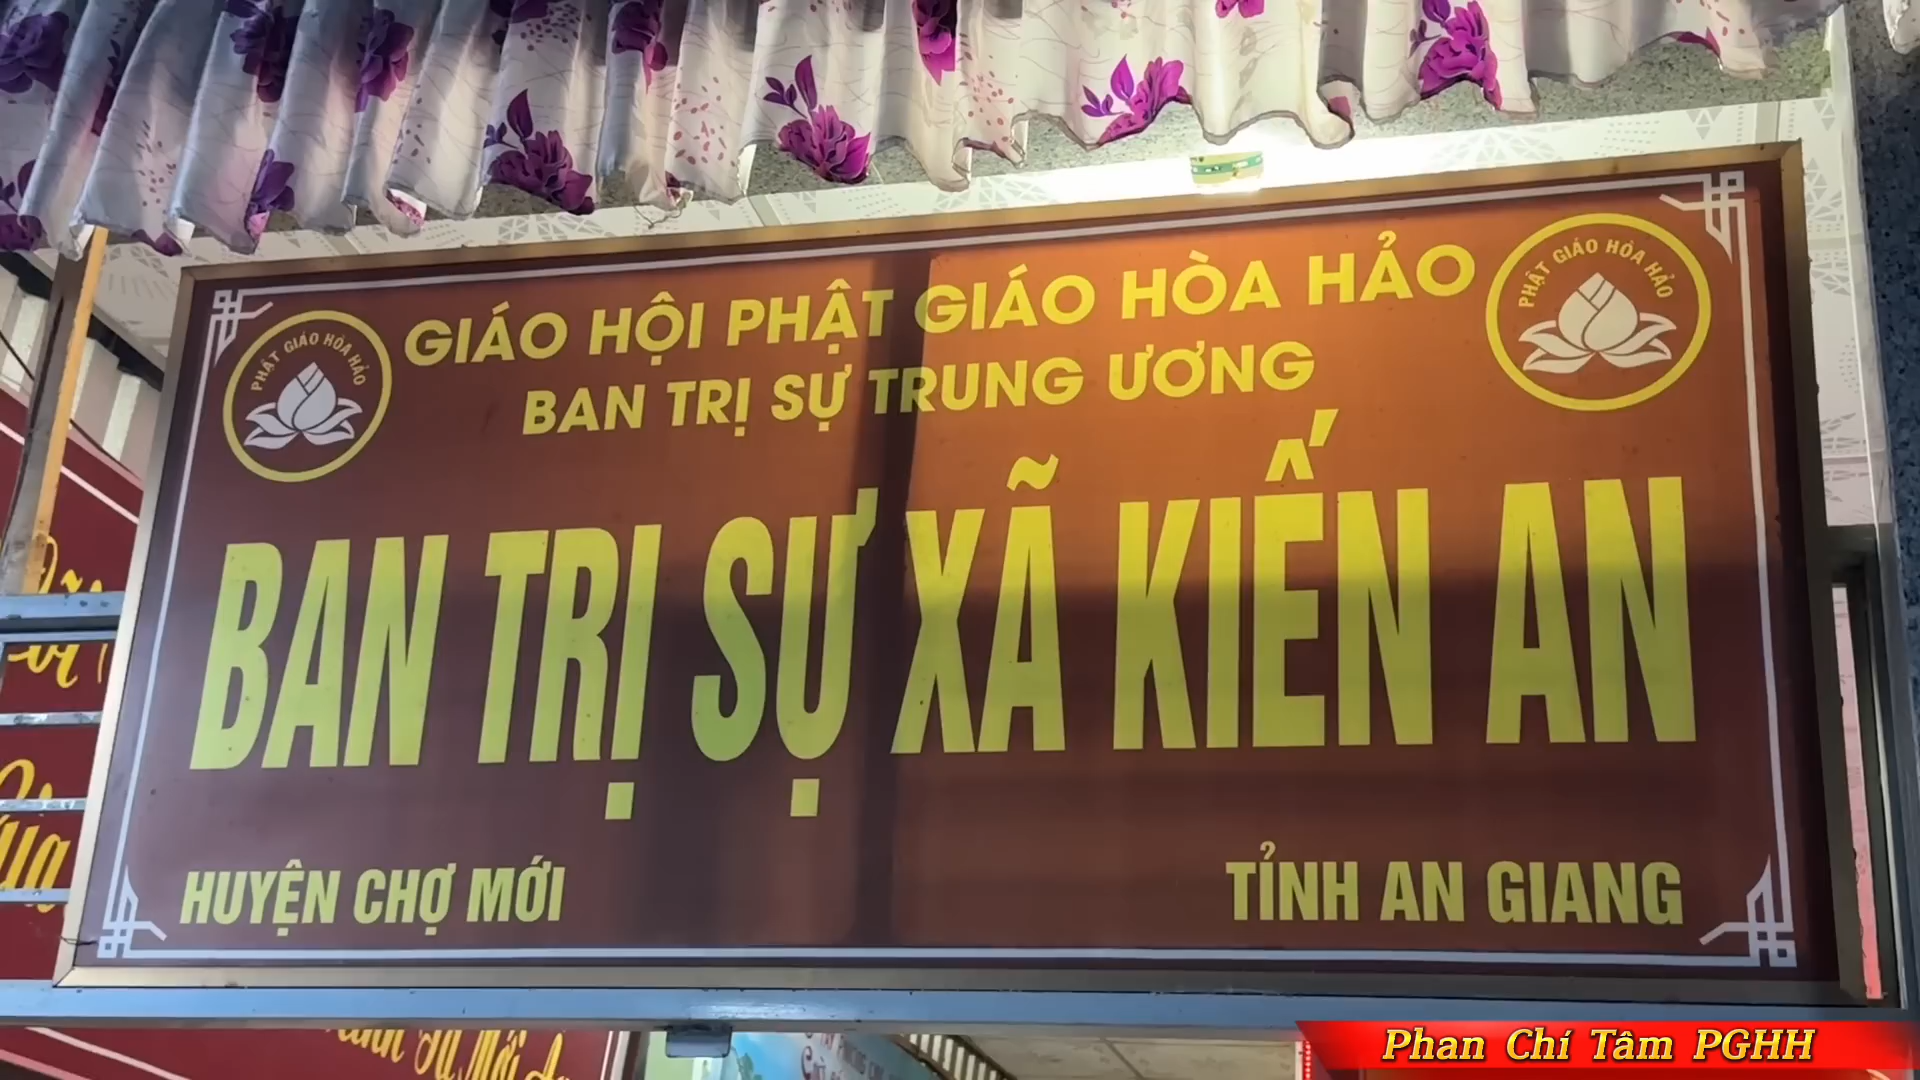 GIÁO HỘI PHẬT GIÁO HÒA HẢO
PHẬT GIÁO HÒA HẢO
PHẬT GIÁO HÒA HẢO
BAN TRỊ SỰ TRUNG ƯƠNG
BAN TRỊ SỰ XÃ KIẾN AN
HUYỆN CHỢ MỚI
TỈNH AN GIANG
Phan Chí Tâm PGHH